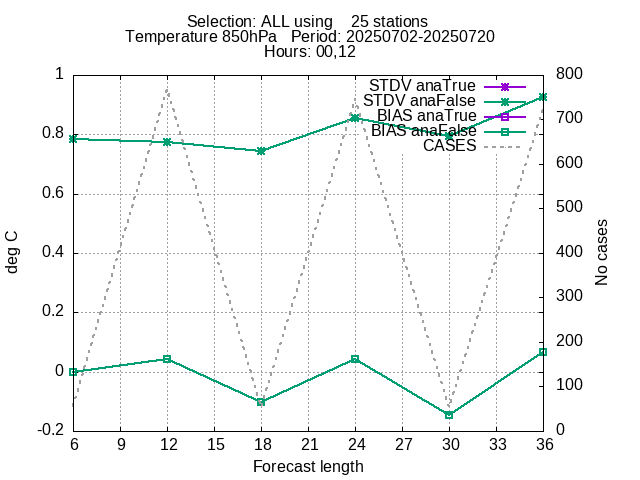 Selection: ALL using    25 stations
Temperature 850hPa   Period: 20250702-20250720
Hours: 00,12
STDV anaTrue
STDV anaFalse
BIAS anaTrue
BIAS anaFalse
CASES
1
0.8
0.6
0.4
0.2
0
-0.2
800
700
600
500
400
300
200
100
0
deg C
No cases
6 9 12 15 18 21 24 27 30 33 36
Forecast length